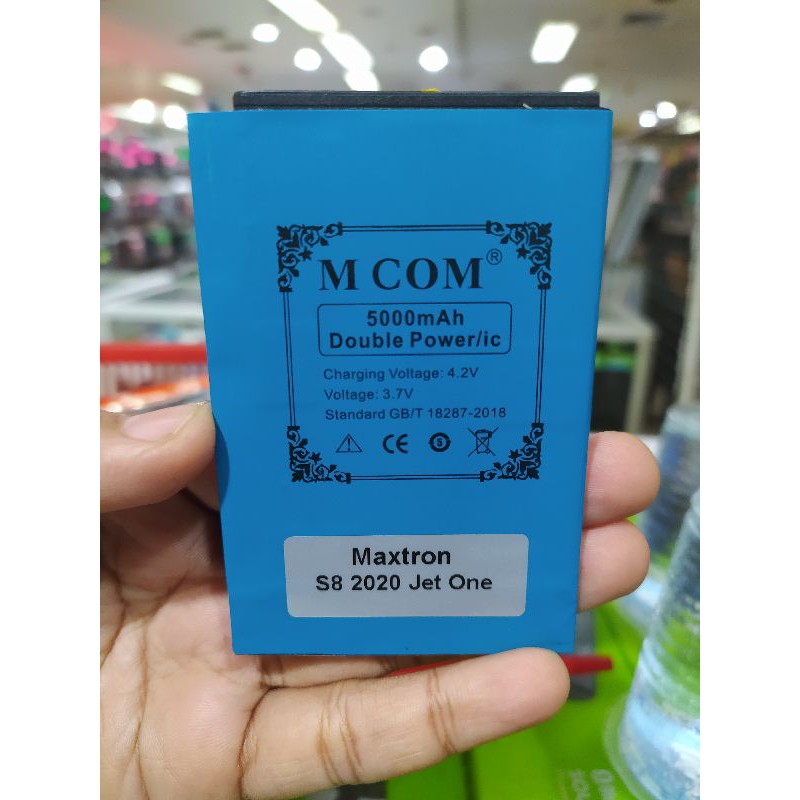 M COM®
5000mAh
Double Power/ic
Charging Voltage: 4.2V
Voltage: 3.7V
Standard GB/T 18287-2018
CE
5
Maxtron
S8 2020 Jet One